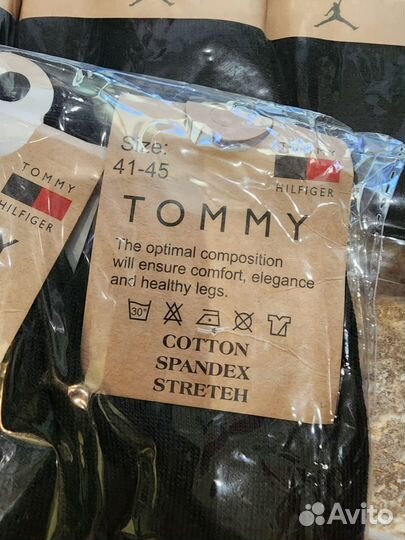 Size:
41-45
TOMMY
HILFIGER
TOMMY
The optimal composition
will ensure comfort, elegance
and healthy legs.
30°
COTTON
SPANDEX
STRETEH
TOMMY
HILFIGER
Avito